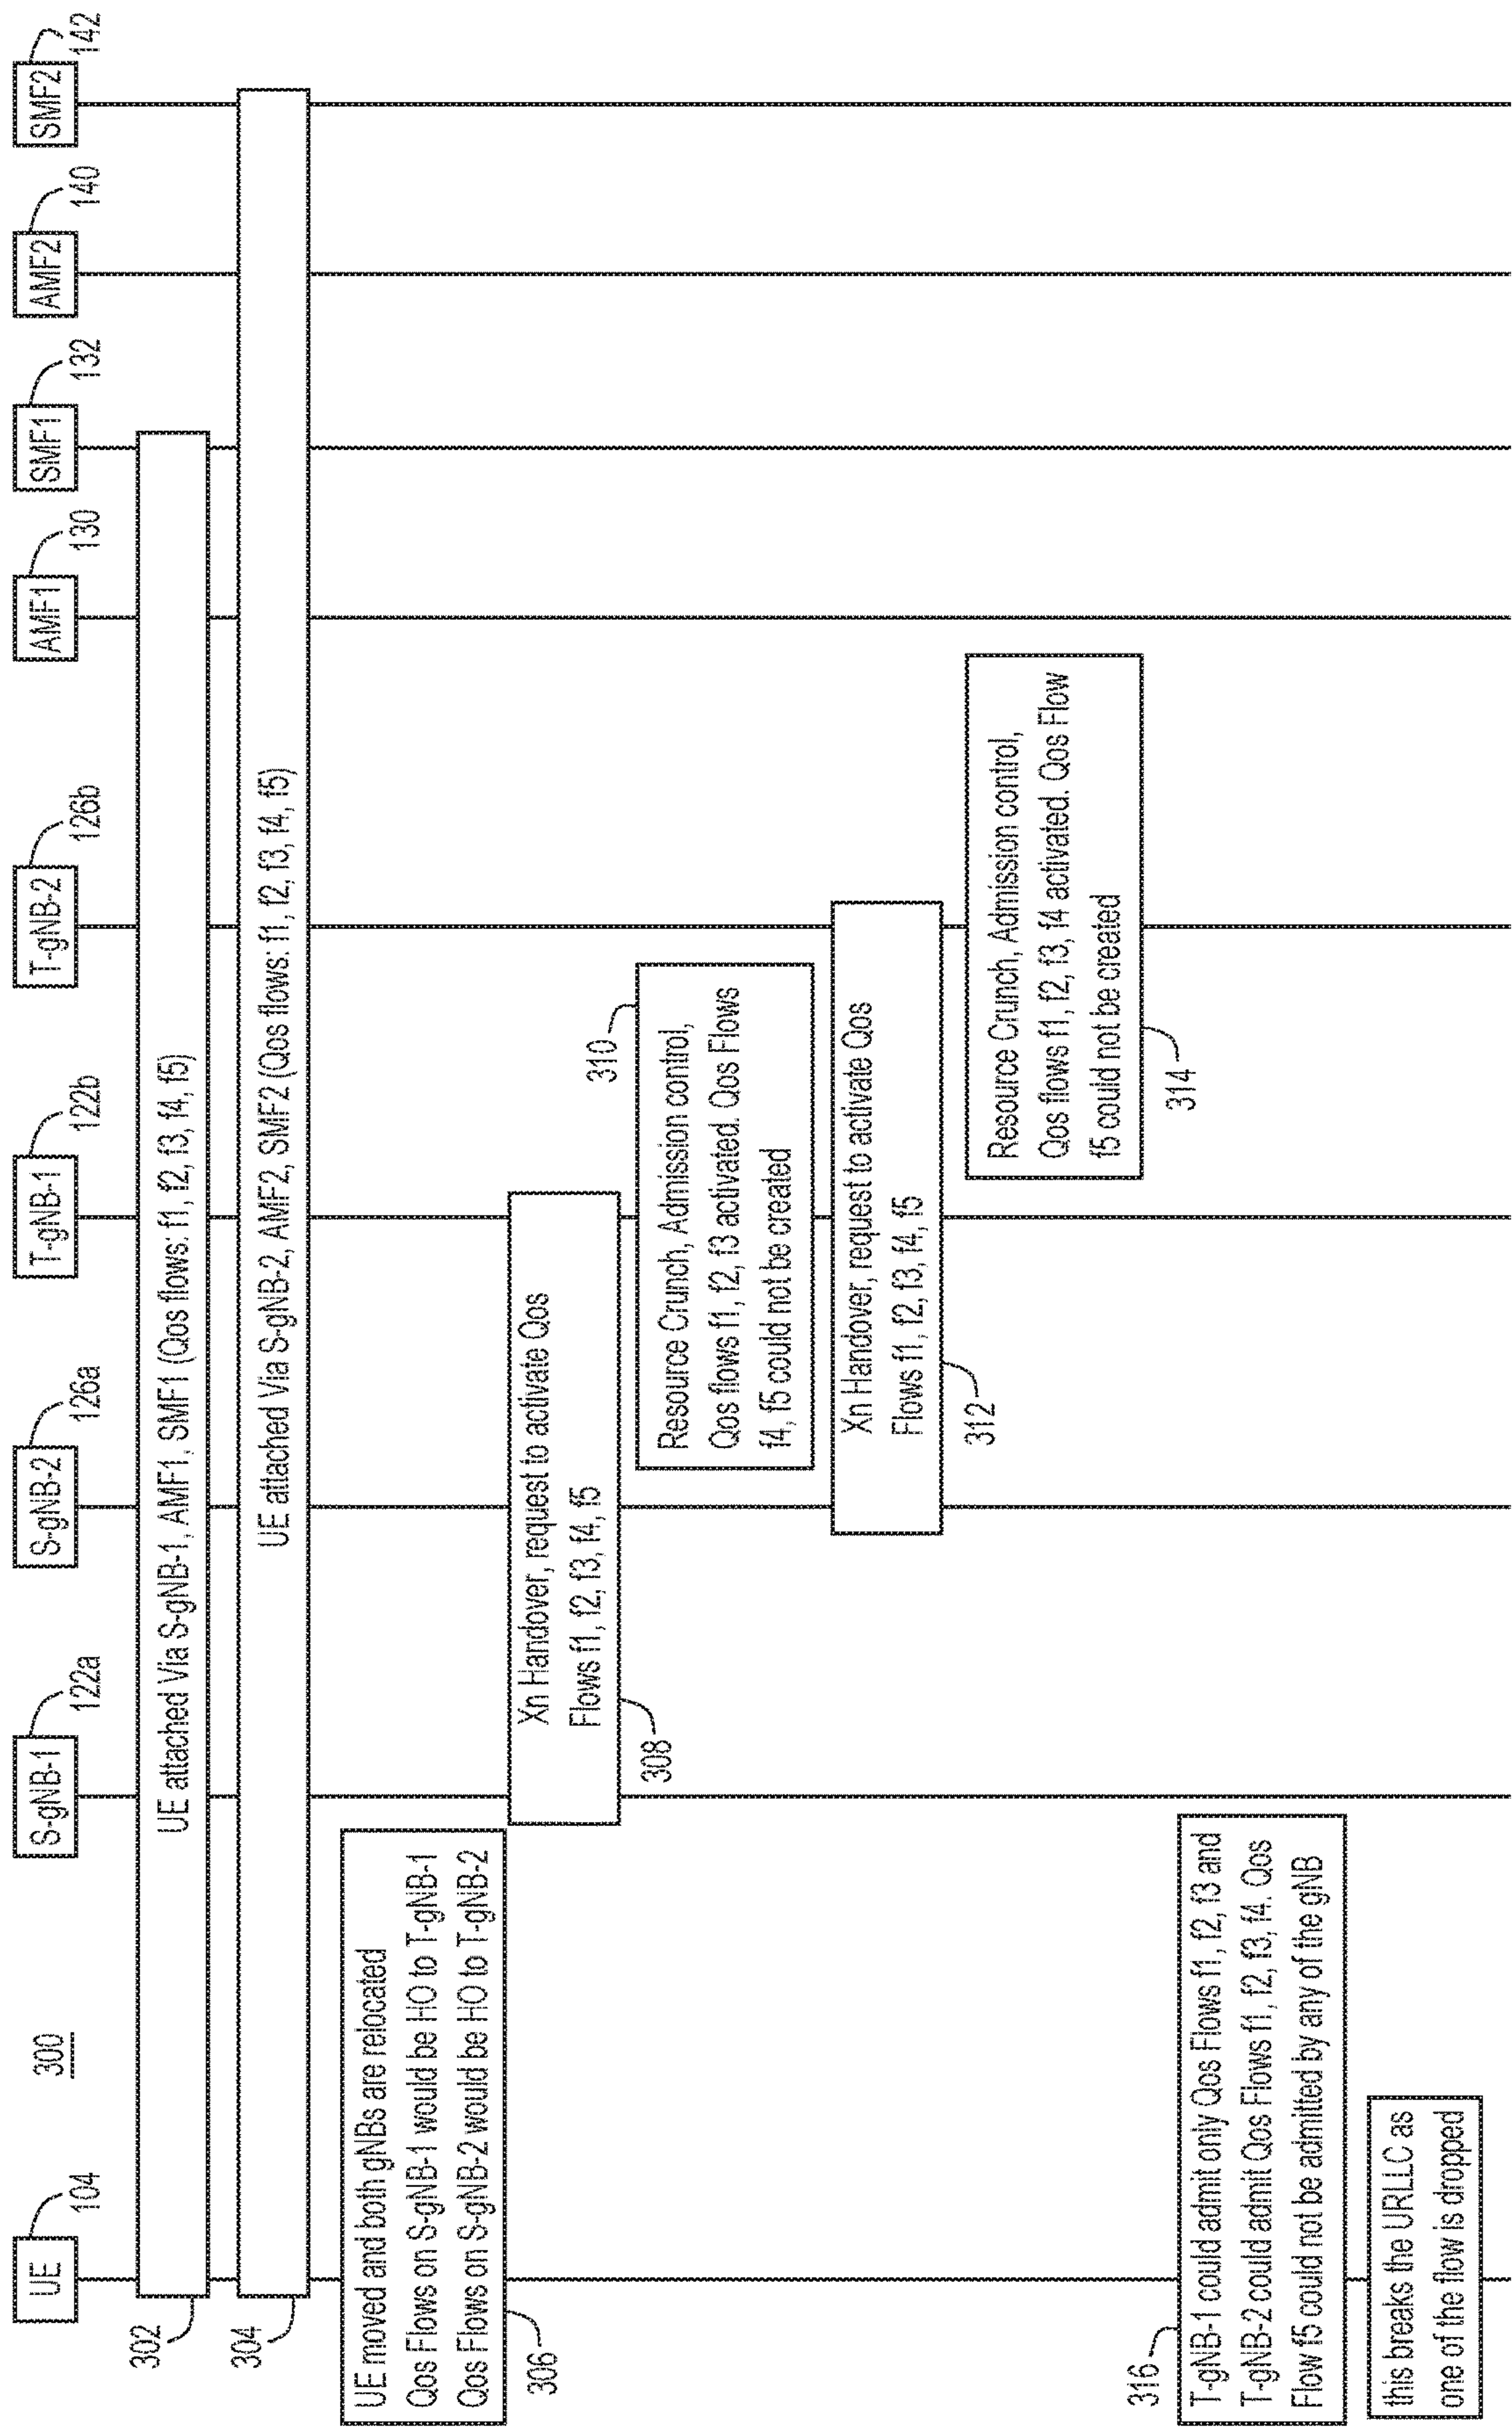 300
UE
104
S-gNB-1
122a
S-gNB-2
126a
T-gNB-1
122b
T-gNB-2
126b
AMF1
130
SMF1
132
AMF2
140
SMF2
142
302
UE attached Via S-gNB-1, AMF1, SMF1 (Qos flows: f1, f2, f3, f4, f5)
304
UE attached Via S-gNB-2, AMF2, SMF2 (Qos flows: f1, f2, f3, f4, f5)
UE moved and both gNBs are relocated
Qos Flows on S-gNB-1 would be HO to T-gNB-1
Qos Flows on S-gNB-2 would be HO to T-gNB-2
306
Xn Handover, request to activate Qos
Flows f1, f2, f3, f4, f5
308
310
Resource Crunch, Admission control,
Qos flows f1, f2, f3 activated. Qos Flows
f4, f5 could not be created
Xn Handover, request to activate Qos
Flows f1, f2, f3, f4, f5
312
Resource Crunch, Admission control,
Qos flows f1, f2, f3, f4 activated. Qos Flow
f5 could not be created
314
316
T-gNB-1 could admit only Qos Flows f1, f2, f3 and
T-gNB-2 could admit Qos Flows f1, f2, f3, f4. Qos
Flow f5 could not be admitted by any of the gNB
this breaks the URLLC as
one of the flow is dropped